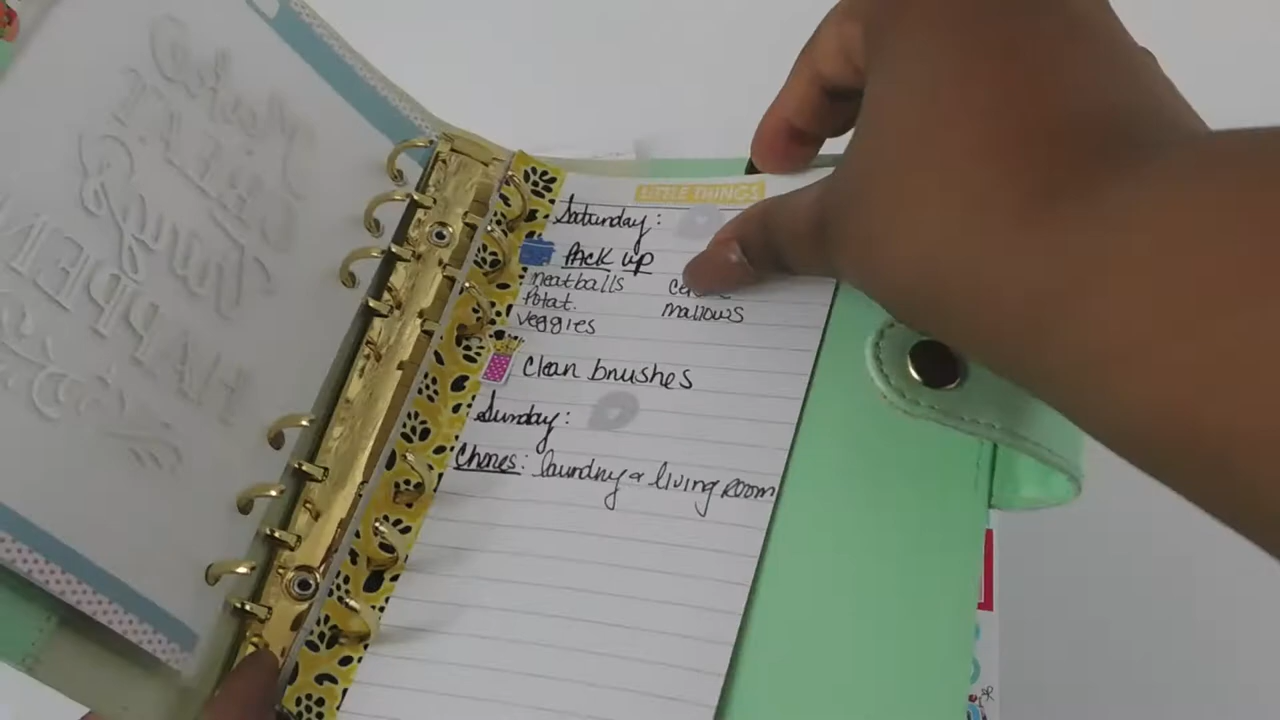 LITTLE THINGS
Saturday:
Pack up
meatballs
Potat. mallows
veggies
Clean brushes
Sunday:
Chores: laundry & living Room